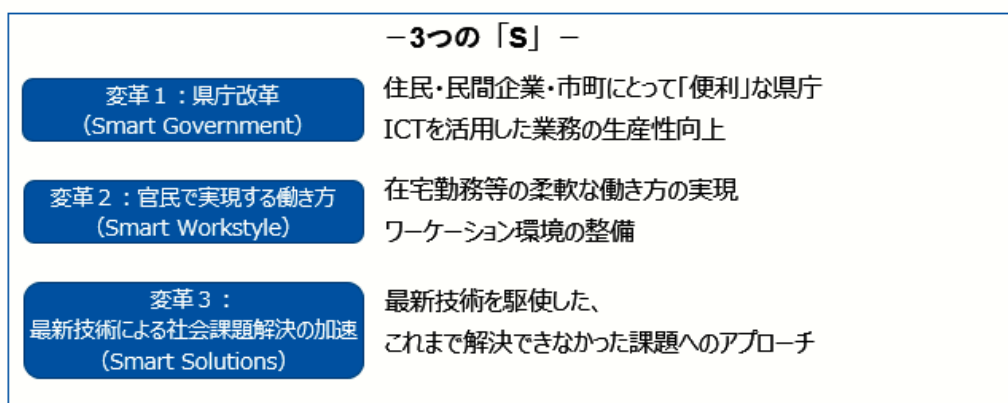 －3つの「S」－
変革１：県庁改革
（Smart Government）
住民・民間企業・市町にとって「便利」な県庁
ICTを活用した業務の生産性向上
変革２：官民で実現する働き方
（Smart Workstyle）
在宅勤務等の柔軟な働き方の実現
ワーケーション環境の整備
変革３：
最新技術による社会課題解決の加速
（Smart Solutions）
最新技術を駆使した、
これまで解決できなかった課題へのアプローチ